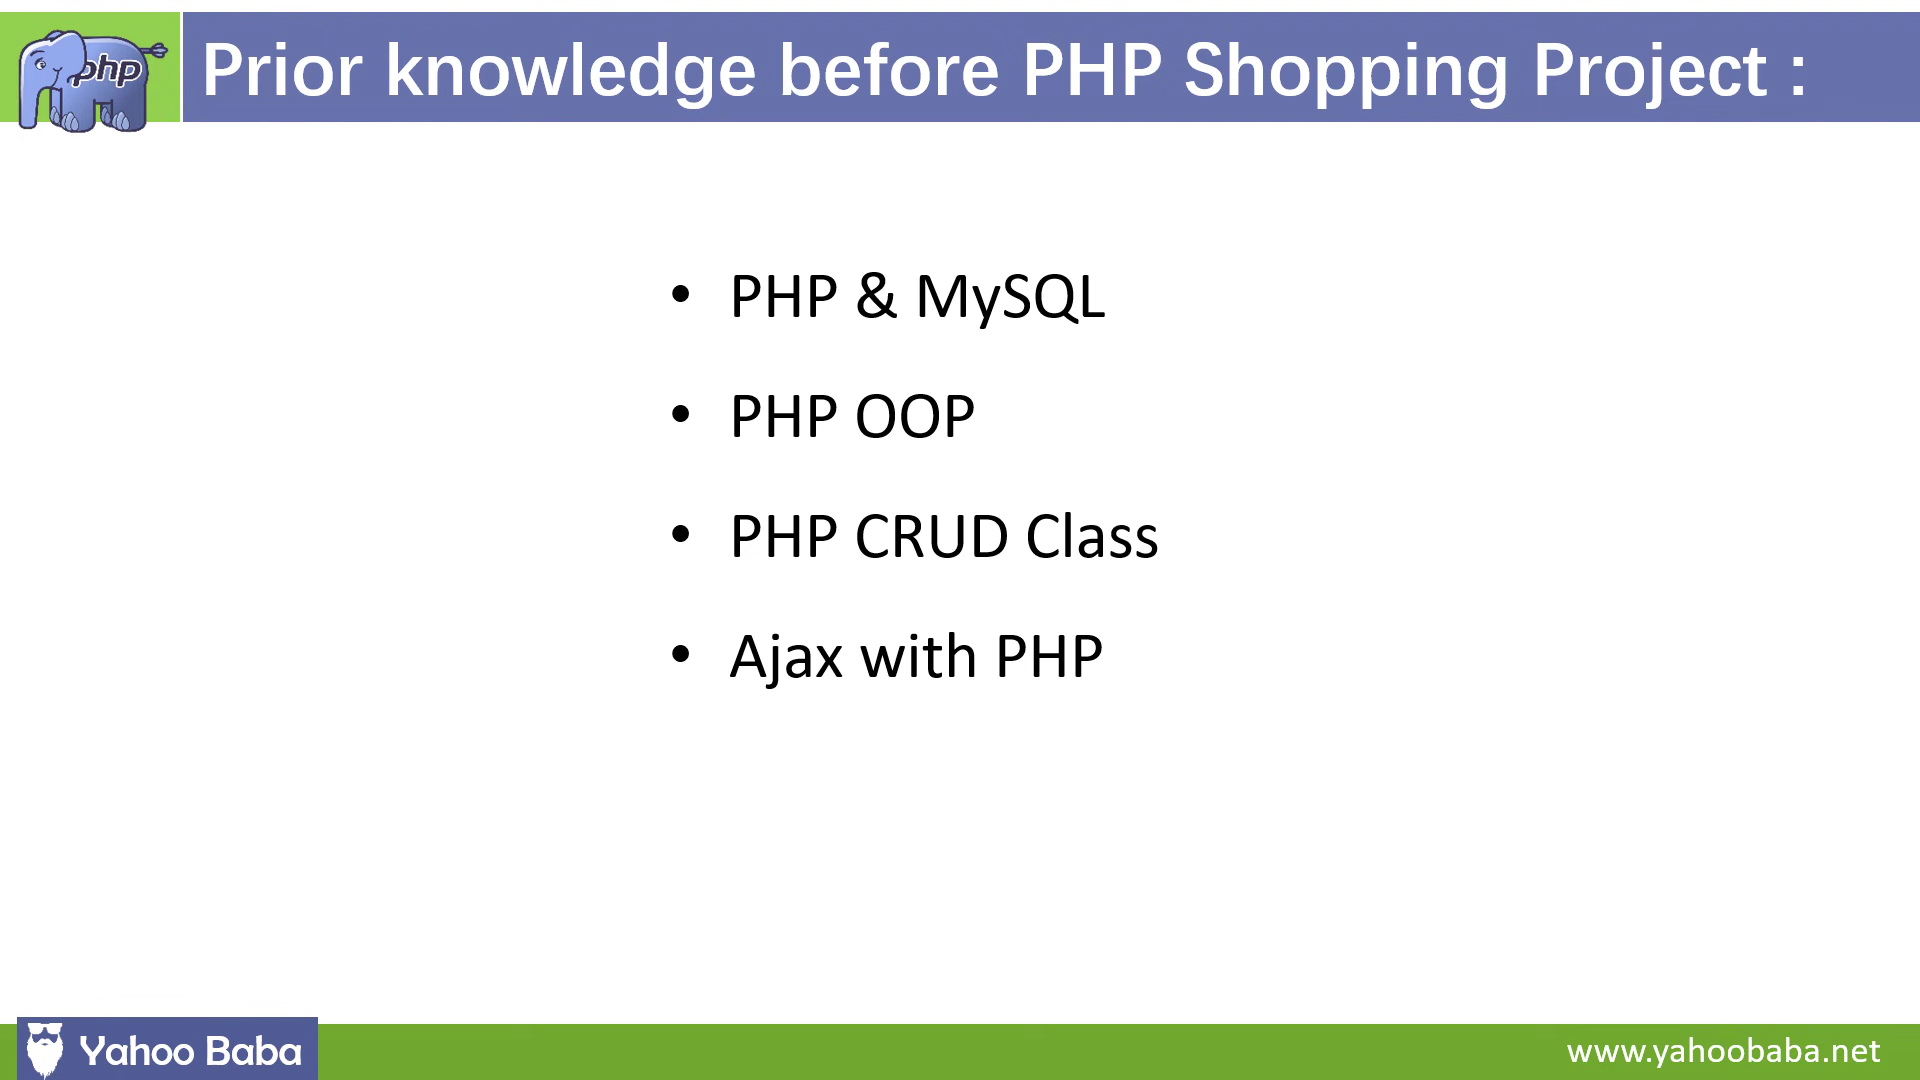 php
Prior knowledge before PHP Shopping Project :
• PHP & MySQL
• PHP OOP
• PHP CRUD Class
• Ajax with PHP
Yahoo Baba
www.yahoobaba.net